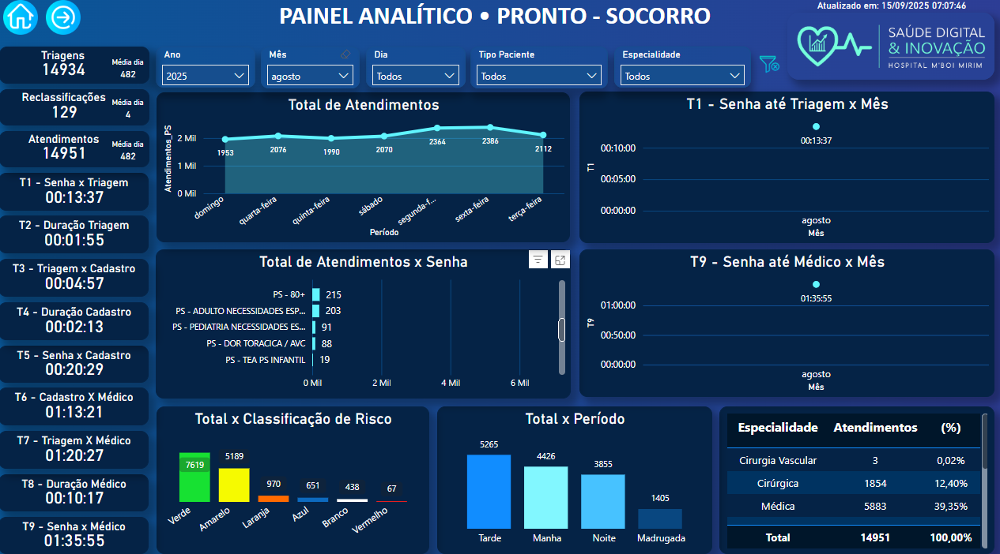 PAINEL ANALÍTICO • PRONTO - SOCORRO
Atualizado em: 15/09/2025 07:07:46
SAÚDE DIGITAL
& INOVAÇÃO
HOSPITAL M'BOI MIRIM
Triagens
14934
Média dia
482
Reclassificações
129
Média dia
4
Atendimentos
14951
Média dia
482
T1 - Senha x Triagem
00:13:37
T2 - Duração Triagem
00:01:55
T3 - Triagem x Cadastro
00:04:57
T4 - Duração Cadastro
00:02:13
T5 - Senha x Cadastro
00:20:29
T6 - Cadastro X Médico
01:13:21
T7 - Triagem X Médico
01:20:27
T8 - Duração Médico
00:10:17
T9 - Senha x Médico
01:35:55
Ano
2025
Mês
agosto
Dia
Todos
Tipo Paciente
Todos
Especialidade
Todos
Total de Atendimentos
Atendimentos_PS
2 Mil
1 Mil
0 Mil
1953
2076
1990
2070
2364
2386
2112
domingo
quarta-feira
quinta-feira
sábado
segunda-f...
sexta-feira
terça-feira
Período
T1 - Senha até Triagem x Mês
T1
00:13:37
00:10:00
00:05:00
00:00:00
agosto
Mês
Total de Atendimentos x Senha
PS - 80+ 215
PS - ADULTO NECESSIDADES ESP... 203
PS - PEDIATRIA NECESSIDADES ES... 91
PS - DOR TORACICA / AVC 88
PS - TEA PS INFANTIL 19
0 Mil 2 Mil 4 Mil 6 Mil
T9 - Senha até Médico x Mês
T9
01:35:55
01:00:00
00:50:00
00:00:00
agosto
Mês
Total x Classificação de Risco
7619
5189
970
651
438
67
Verde
Amarelo
Laranja
Azul
Branco
Vermelho
Total x Período
5265
4426
3855
1405
Tarde
Manha
Noite
Madrugada
Especialidade Atendimentos (%)
Cirurgia Vascular 3 0,02%
Cirúrgica 1854 12,40%
Médica 5883 39,35%
Total 14951 100,00%